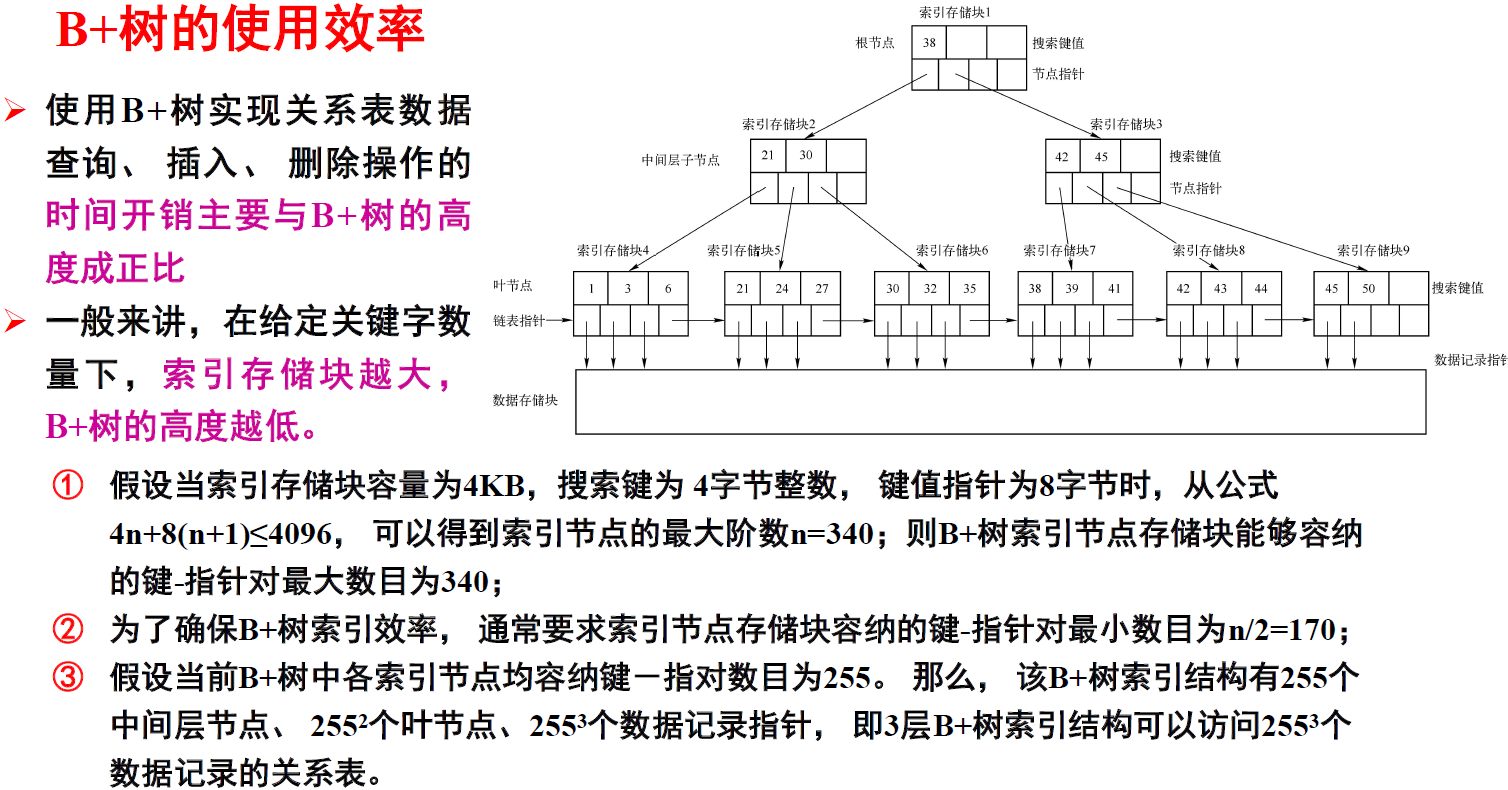 B+树的使用效率
➢ 使用B+树实现关系表数据
查询、 插入、 删除操作的
时间开销主要与B+树的高
度成正比
➢ 一般来讲，在给定关键字数
量下，索引存储块越大，
B+树的高度越低。
索引存储块1
根节点 38 搜索键值
节点指针
索引存储块2 索引存储块3
中间层子节点 21 30 42 45 搜索键值
节点指针
索引存储块4 索引存储块5 索引存储块6 索引存储块7 索引存储块8 索引存储块9
叶节点 1 3 6 21 24 27 30 32 35 38 39 41 42 43 44 45 50 搜索键值
链表指针
数据记录指针
数据存储块
① 假设当索引存储块容量为4KB，搜索键为 4字节整数， 键值指针为8字节时，从公式
4n+8(n+1)≤4096， 可以得到索引节点的最大阶数n=340；则B+树索引节点存储块能够容纳
的键-指针对最大数目为340；
② 为了确保B+树索引效率， 通常要求索引节点存储块容纳的键-指针对最小数目为n/2=170；
③ 假设当前B+树中各索引节点均容纳键－指对数目为255。 那么， 该B+树索引结构有255个
中间层节点、 255²个叶节点、255³个数据记录指针， 即3层B+树索引结构可以访问255³个
数据记录的关系表。